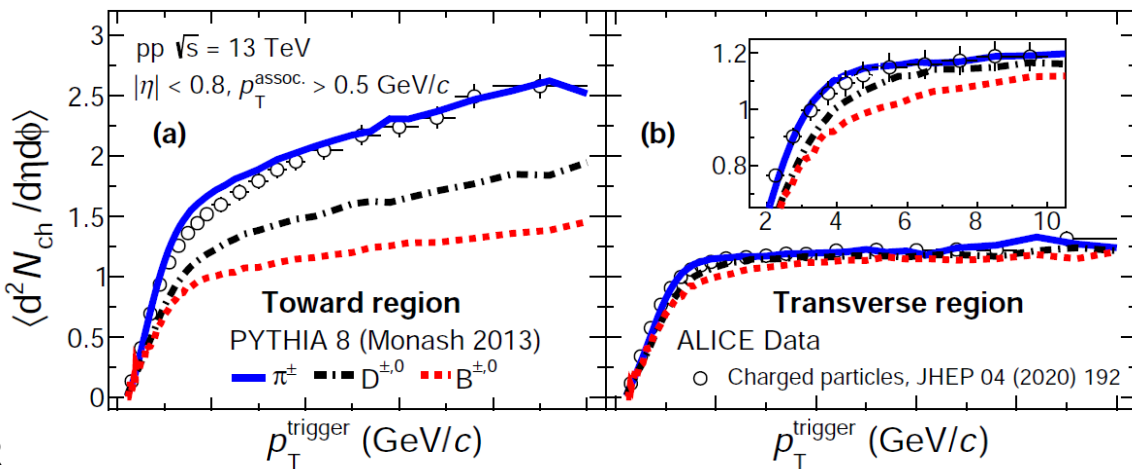 ⟨d²N_ch/dηdϕ⟩
3
2.5
2
1.5
1
0.5
0
pp √s = 13 TeV
|η| < 0.8, p_T^assoc. > 0.5 GeV/c
(a)
Toward region
PYTHIA 8 (Monash 2013)
π^± D^±,0 B^±,0
p_T^trigger (GeV/c)
1.2
1
0.8
2 4 6 8 10
(b)
Transverse region
ALICE Data
Charged particles, JHEP 04 (2020) 192
p_T^trigger (GeV/c)